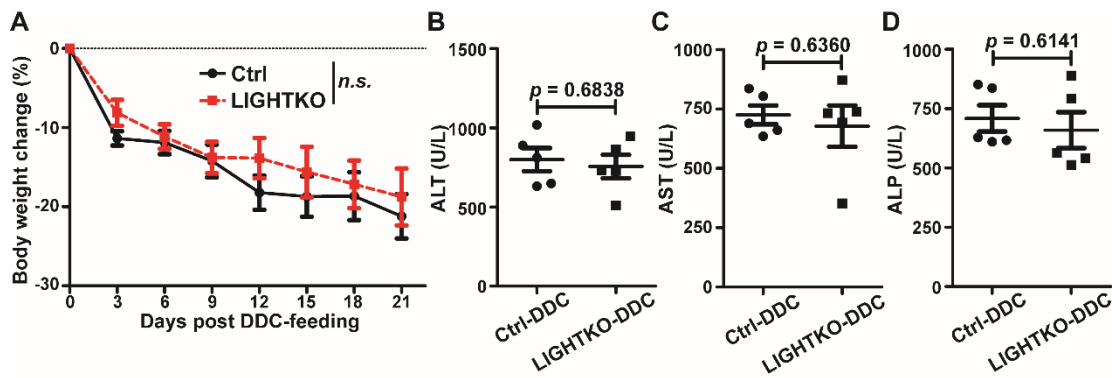 A
Body weight change (%)
0
-10
-20
-30
Ctrl
LIGHTKO
n.s.
0 3 6 9 12 15 18 21
Days post DDC-feeding
B
ALT (U/L)
1500
1000
500
0
p = 0.6838
Ctrl-DDC
LIGHTKO-DDC
C
AST (U/L)
1000
750
500
250
0
p = 0.6360
Ctrl-DDC
LIGHTKO-DDC
D
ALP (U/L)
1000
750
500
250
0
p = 0.6141
Ctrl-DDC
LIGHTKO-DDC